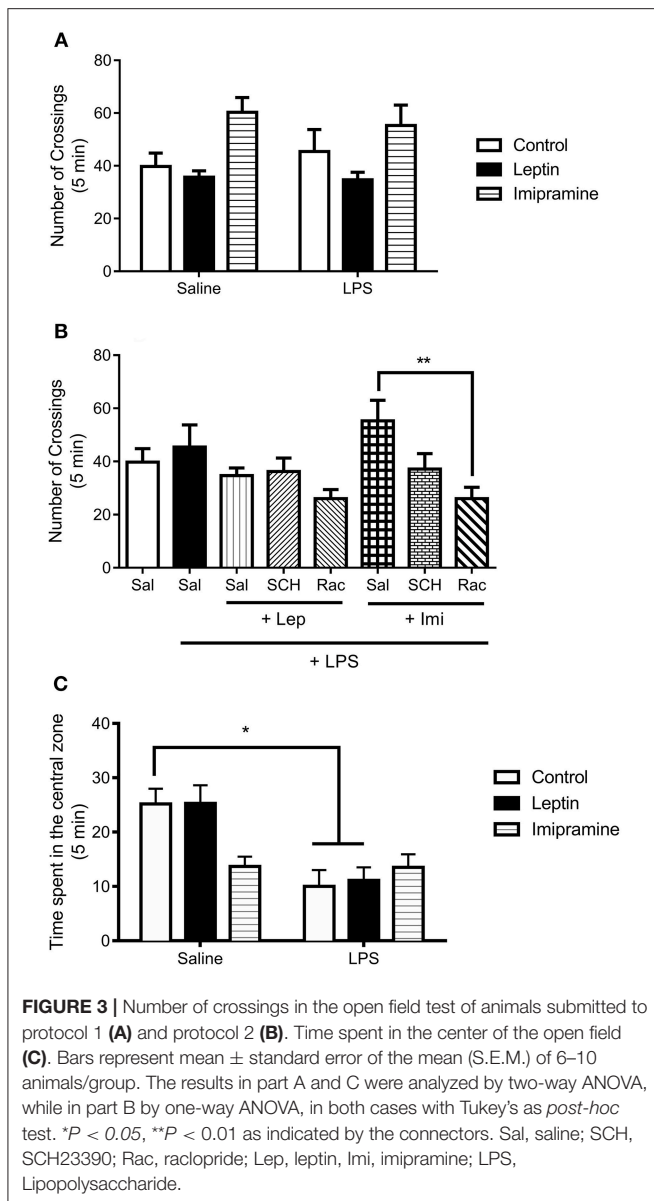 A
Number of Crossings
(5 min)
80
60
40
20
0
Saline
LPS
Control
Leptin
Imipramine
B
Number of Crossings
(5 min)
80
60
40
20
0
**
Sal
Sal
Sal
SCH
Rac
Sal
SCH
Rac
+ Lep
+ Imi
+ LPS
C
Time spent in the central zone
(5 min)
40
30
20
10
0
*
Saline
LPS
Control
Leptin
Imipramine
FIGURE 3 | Number of crossings in the open field test of animals submitted to
protocol 1 (A) and protocol 2 (B). Time spent in the center of the open field
(C). Bars represent mean ± standard error of the mean (S.E.M.) of 6–10
animals/group. The results in part A and C were analyzed by two-way ANOVA,
while in part B by one-way ANOVA, in both cases with Tukey's as post-hoc
test. *P < 0.05, **P < 0.01 as indicated by the connectors. Sal, saline; SCH,
SCH23390; Rac, raclopride; Lep, leptin, Imi, imipramine; LPS,
Lipopolysaccharide.